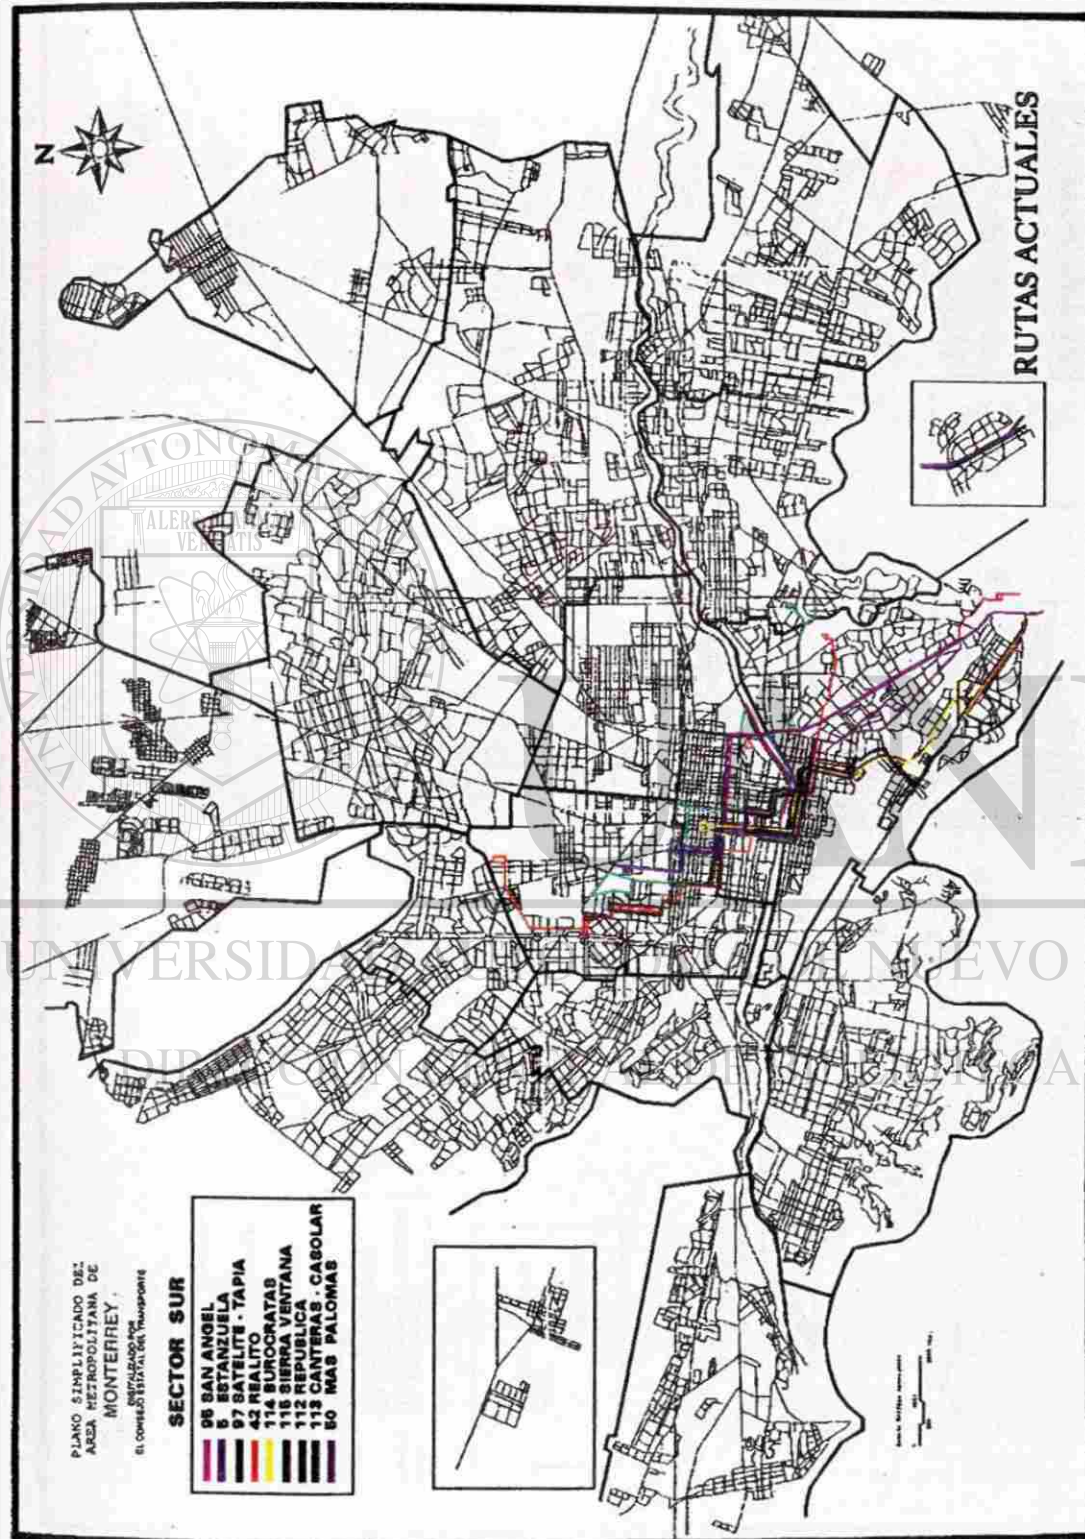 PLANO SIMPLIFICADO DEL
AREA METROPOLITANA DE
MONTERREY.
DIGITALIZADO POR
EL CONSEJO ESTATAL DEL TRANSPORTE
SECTOR SUR
95 SAN ANGEL
5 ESTANZUELA
97 SATELITE - TAPIA
42 REALITO
114 BUROCRATAS
115 SIERRA VENTANA
112 REPUBLICA
113 CANTERAS - CASOLAR
50 MAS PALOMAS
N
RUTAS ACTUALES
ALERE
VERITATIS
UNIVERSIDAD
DE NUEVO